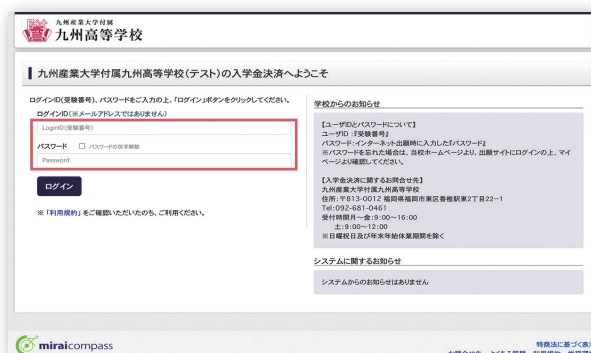 九州産業大学付属
九州高等学校
九州産業大学付属九州高等学校(テスト)の入学金決済へようこそ
ログインID(受験番号)、パスワードをご入力の上、「ログイン」ボタンをクリックしてください。
ログインID(※メールアドレスではありません)
LoginID(受験番号)
パスワード □ パスワードの伏字解除
Password
ログイン
※「利用規約」をご確認いただいたのち、ご利用ください。
学校からのお知らせ
【ユーザIDとパスワードについて】
ユーザID:『受験番号』
パスワード:インターネット出願時に入力した『パスワード』
※パスワードを忘れた場合は、当校ホームページより、出願サイトにログインの上、マイ
ページより確認してください。
【入学金決済に関するお問合せ先】
九州産業大学付属九州高等学校
住所:〒813-0012 福岡県福岡市東区香椎駅東2丁目22−1
Tel:092-681-0461
受付時間月~金:9:00~16:00
土:9:00~12:00
※日曜祝日及び年末年始休業期間を除く
システムに関するお知らせ
システムからのお知らせはありません
miraicompass
特商法に基づく表示